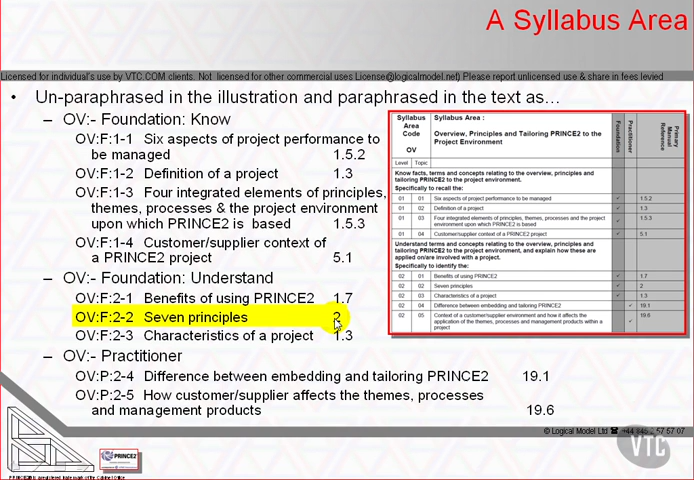 A Syllabus Area
Licensed for individual's use by VTC.COM clients. Not licensed for other commercial uses License@logicalmodel.net) Please report unlicensed use & share in fees levied
• Un-paraphrased in the illustration and paraphrased in the text as…
– OV:- Foundation: Know
OV:F:1-1 Six aspects of project performance to
be managed 1.5.2
OV:F:1-2 Definition of a project 1.3
OV:F:1-3 Four integrated elements of principles,
themes, processes & the project environment
upon which PRINCE2 is based 1.5.3
OV:F:1-4 Customer/supplier context of
a PRINCE2 project 5.1
– OV:- Foundation: Understand
OV:F:2-1 Benefits of using PRINCE2 1.7
OV:F:2-2 Seven principles 2
OV:F:2-3 Characteristics of a project 1.3
– OV:- Practitioner
OV:P:2-4 Difference between embedding and tailoring PRINCE2 19.1
OV:P:2-5 How customer/supplier affects the themes, processes
and management products 19.6
Syllabus Area Code OV
Syllabus Area :
Overview, Principles and Tailoring PRINCE2 to the
Project Environment
Foundation
Practitioner
Primary Manual Reference
Level Topic
Know facts, terms and concepts relating to the overview, principles and
tailoring PRINCE2 to the project environment.
Specifically to recall the:
01 01 Six aspects of project performance to be managed ✓ 1.5.2
01 02 Definition of a project ✓ 1.3
01 03 Four integrated elements of principles, themes, processes and the project
environment upon which PRINCE2 is based ✓ 1.5.3
01 04 Customer/supplier context of a PRINCE2 project ✓ 5.1
Understand terms and concepts relating to the overview, principles and
tailoring PRINCE2 to the project environment, and explain how these are
applied on/are involved with a project.
Specifically to identify the:
02 01 Benefits of using PRINCE2 ✓ 1.7
02 02 Seven principles ✓ 2
02 03 Characteristics of a project ✓ 1.3
02 04 Difference between embedding and tailoring PRINCE2 ✓ 19.1
02 05 Context of a customer/supplier environment and how it affects the
application of the themes, processes and management products within a
project ✓ 19.6
© Logical Model Ltd ☎ +44 845 57 57 07
VTC
PRINCE2
PRINCE2® is a registered trade mark of the Cabinet Office